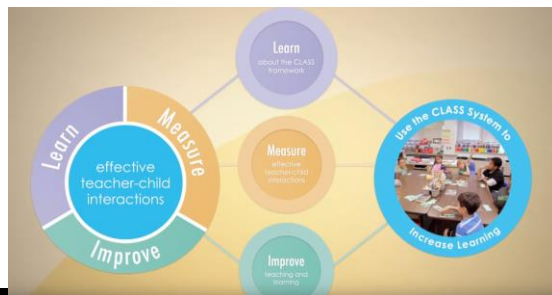 Learn
Measure
Improve
effective
teacher-child
interactions
Learn
about the CLASS
framework
Measure
effective
teacher-child
interactions
Improve
teaching and
learning
Use the CLASS System to
Increase Learning